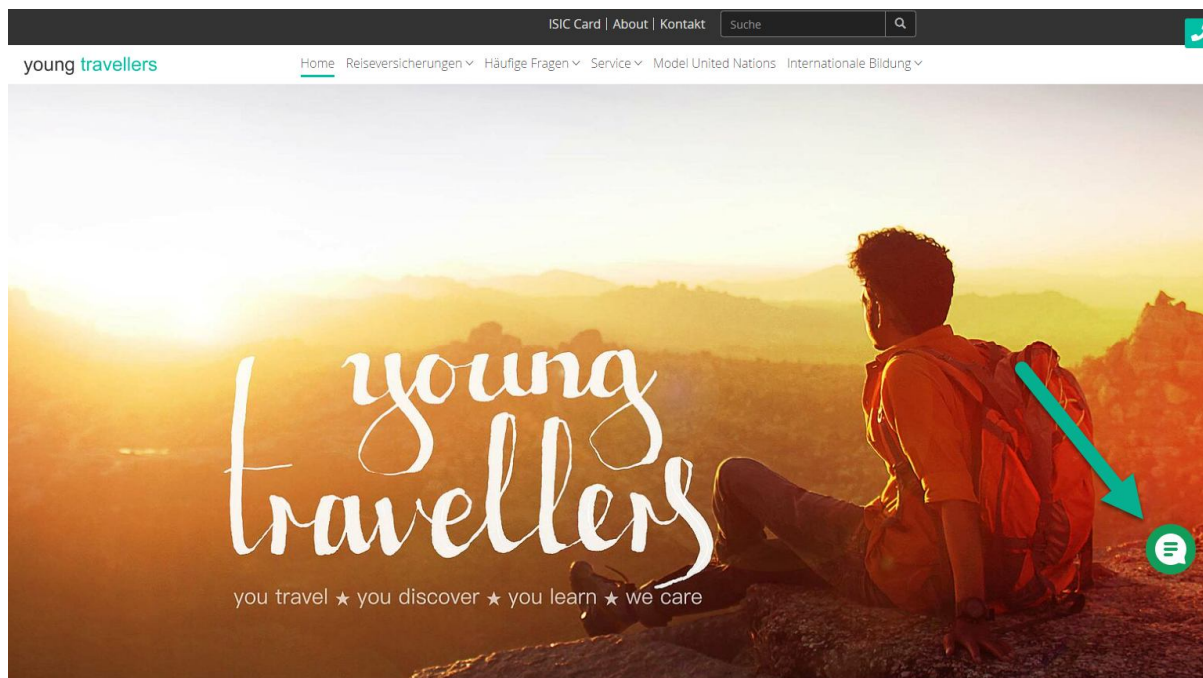 ISIC Card | About | Kontakt Suche
young travellers
Home Reiseversicherungen Häufige Fragen Service Model United Nations Internationale Bildung
young
travellers
you travel ★ you discover ★ you learn ★ we care